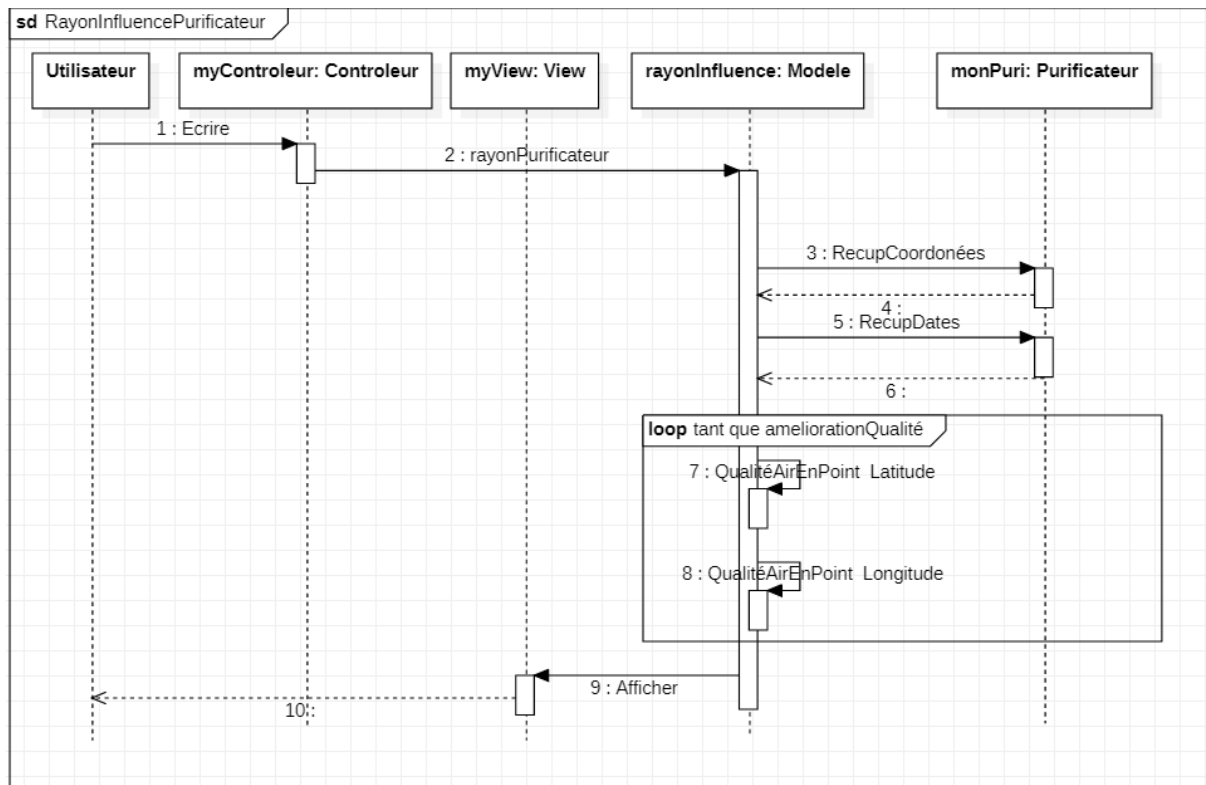 sd RayonInfluencePurificateur
Utilisateur
myControleur: Controleur
myView: View
rayonInfluence: Modele
monPuri: Purificateur
1 : Ecrire
2 : rayonPurificateur
3 : RecupCoordonées
4 :
5 : RecupDates
6 :
loop tant que ameliorationQualité
7 : QualitéAirEnPoint Latitude
8 : QualitéAirEnPoint Longitude
9 : Afficher
10 :